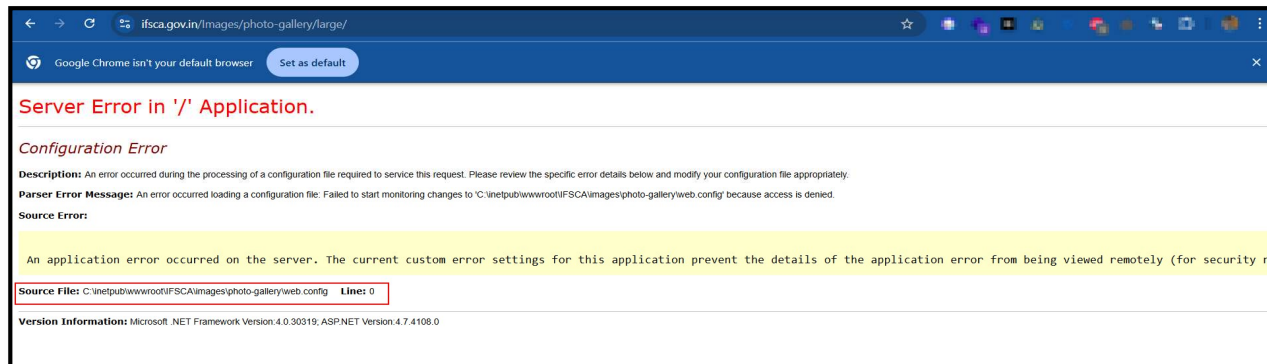 ifsca.gov.in/Images/photo-gallery/large/
Google Chrome isn't your default browser Set as default
Server Error in '/' Application.
Configuration Error
Description: An error occurred during the processing of a configuration file required to service this request. Please review the specific error details below and modify your configuration file appropriately.
Parser Error Message: An error occurred loading a configuration file: Failed to start monitoring changes to 'C:\inetpub\wwwroot\IFSCA\images\photo-gallery\web.config' because access is denied.
Source Error:
An application error occurred on the server. The current custom error settings for this application prevent the details of the application error from being viewed remotely (for security
Source File: C:\inetpub\wwwroot\IFSCA\images\photo-gallery\web.config Line: 0
Version Information: Microsoft .NET Framework Version:4.0.30319; ASP.NET Version:4.7.4108.0